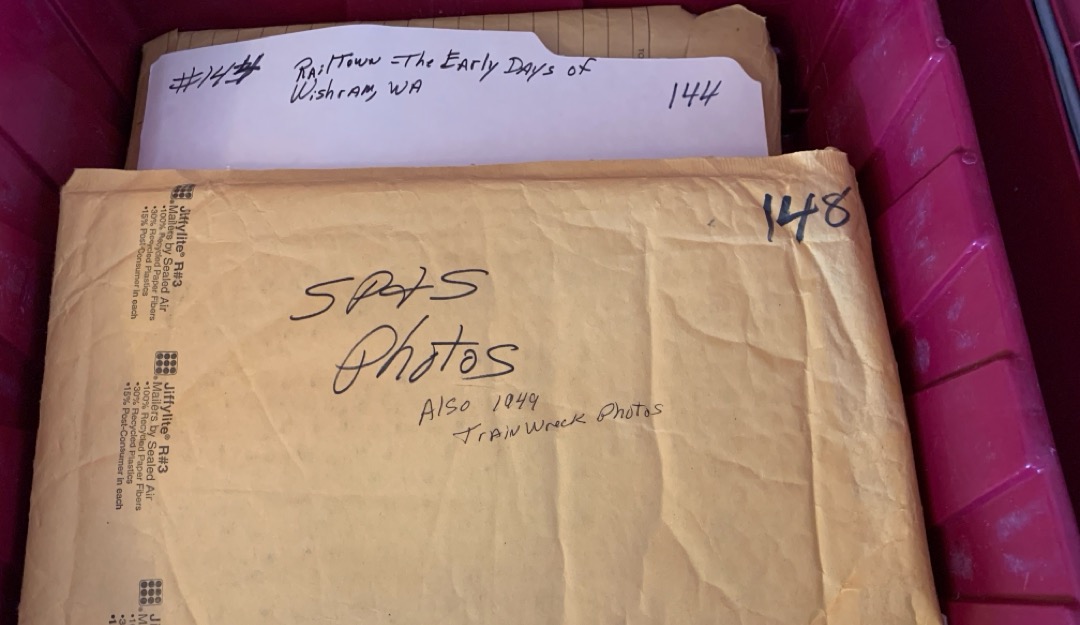 #144 RailTown - The Early Days of
Wishram, WA
144
148
SP&S
Photos
Also 1949
Train Wreck Photos
Jiffylite® R#3
Mailers by Sealed Air
•100% Recycled Paper Fibers
•30% Recycled Plastics
•15% Post-Consumer in each
Jiffylite® R#3
Mailers by Sealed Air
•100% Recycled Paper Fibers
•30% Recycled Plastics
•15% Post-Consumer in each